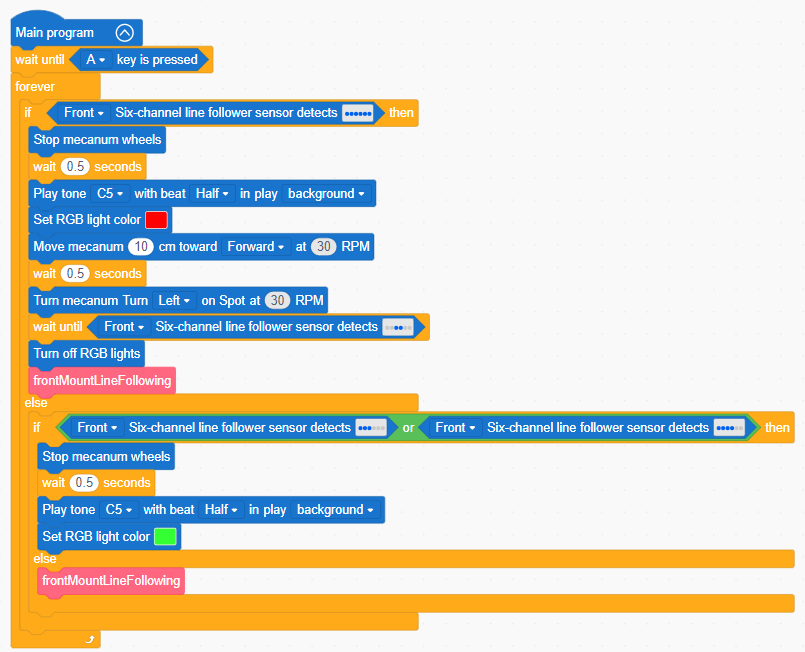 Main program
wait until A key is pressed
forever
if Front Six-channel line follower sensor detects then
Stop mecanum wheels
wait 0.5 seconds
Play tone C5 with beat Half in play background
Set RGB light color
Move mecanum 10 cm toward Forward at 30 RPM
wait 0.5 seconds
Turn mecanum Turn Left on Spot at 30 RPM
wait until Front Six-channel line follower sensor detects
Turn off RGB lights
frontMountLineFollowing
else
if Front Six-channel line follower sensor detects or Front Six-channel line follower sensor detects then
Stop mecanum wheels
wait 0.5 seconds
Play tone C5 with beat Half in play background
Set RGB light color
else
frontMountLineFollowing